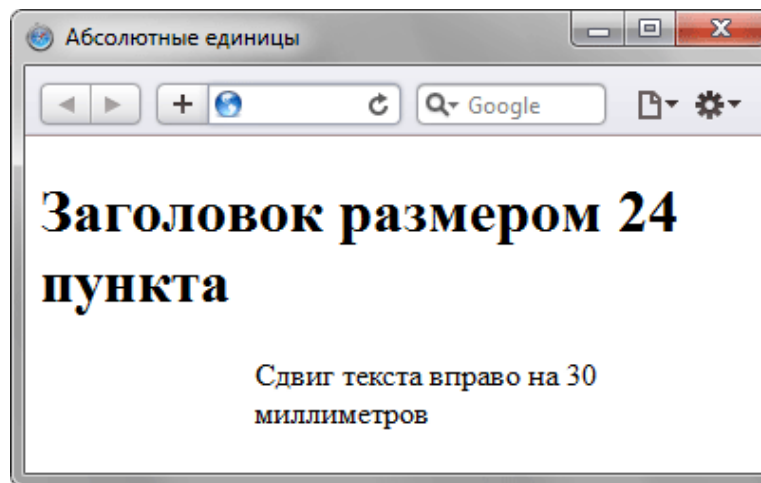 Абсолютные единицы
Google
Заголовок размером 24
пункта
Сдвиг текста вправо на 30
миллиметров